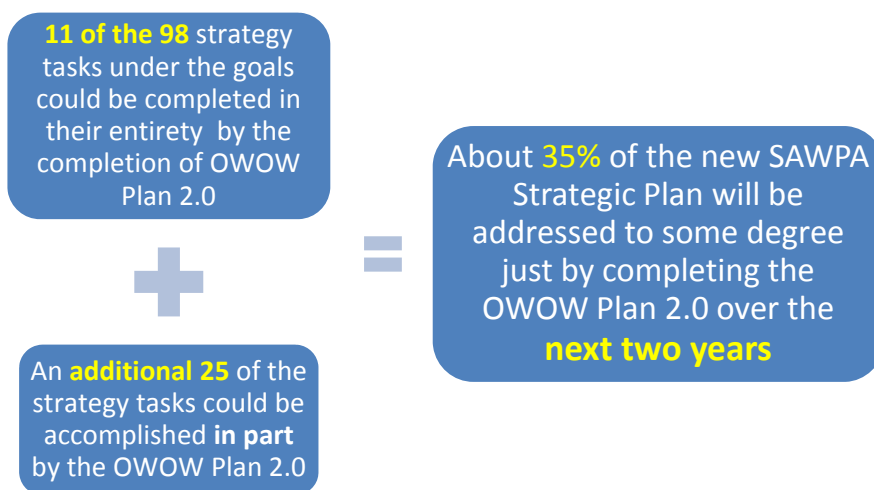 11 of the 98 strategy
tasks under the goals
could be completed in
their entirety by the
completion of OWOW
Plan 2.0
An additional 25 of the
strategy tasks could be
accomplished in part
by the OWOW Plan 2.0
About 35% of the new SAWPA
Strategic Plan will be
addressed to some degree
just by completing the
OWOW Plan 2.0 over the
next two years